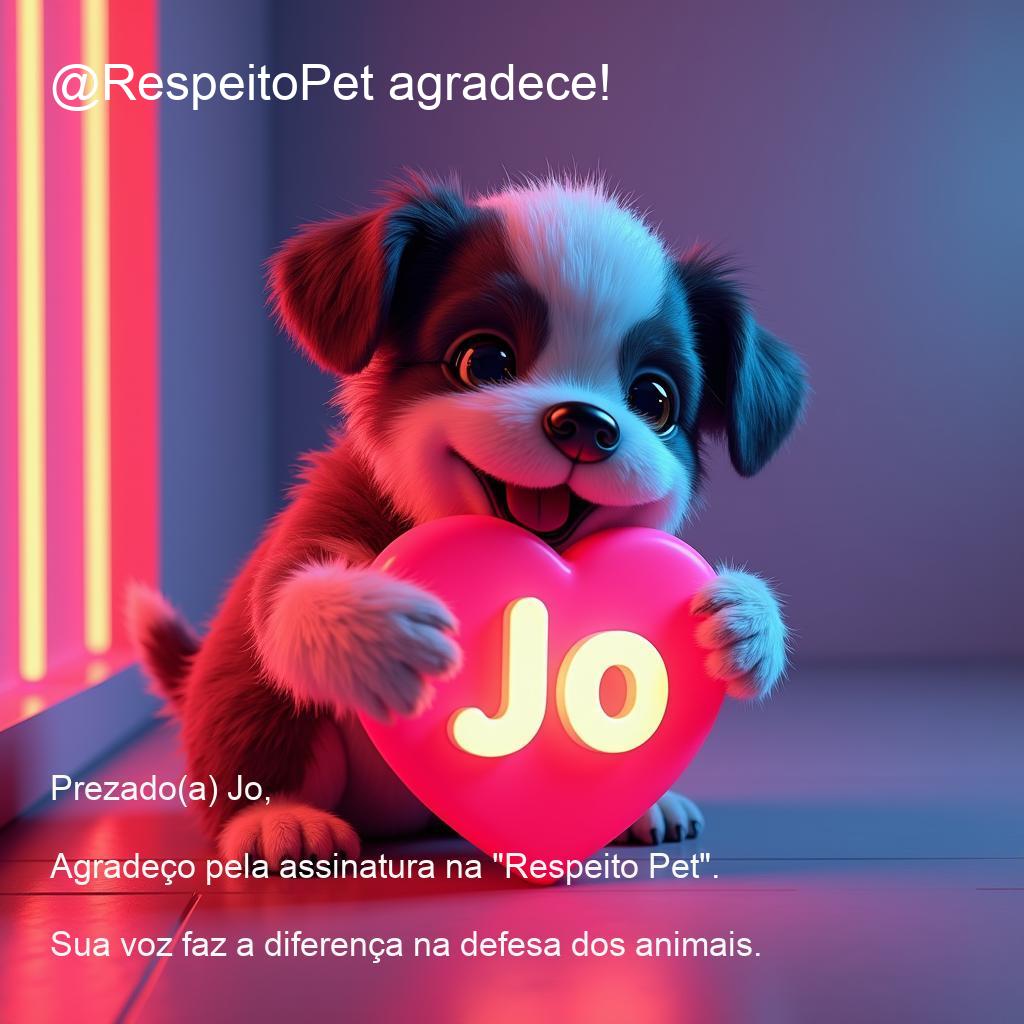 @RespeitoPet agradece!
Jo
Prezado(a) Jo,
Agradeço pela assinatura na "Respeito Pet".
Sua voz faz a diferença na defesa dos animais.